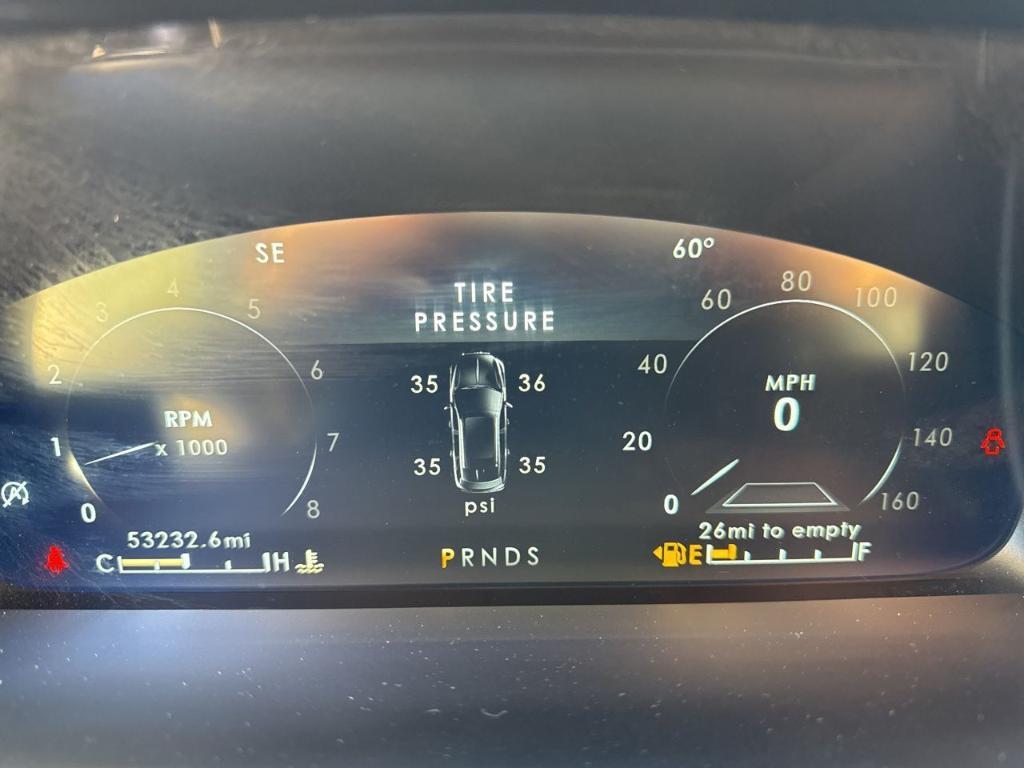 SE
60°
TIRE
PRESSURE
0
1
2
3
4
5
6
7
8
RPM
x 1000
35
36
35
35
psi
0
20
40
60
80
100
120
140
160
MPH
0
53232.6mi
C H
PRNDS
26mi to empty
E F
A